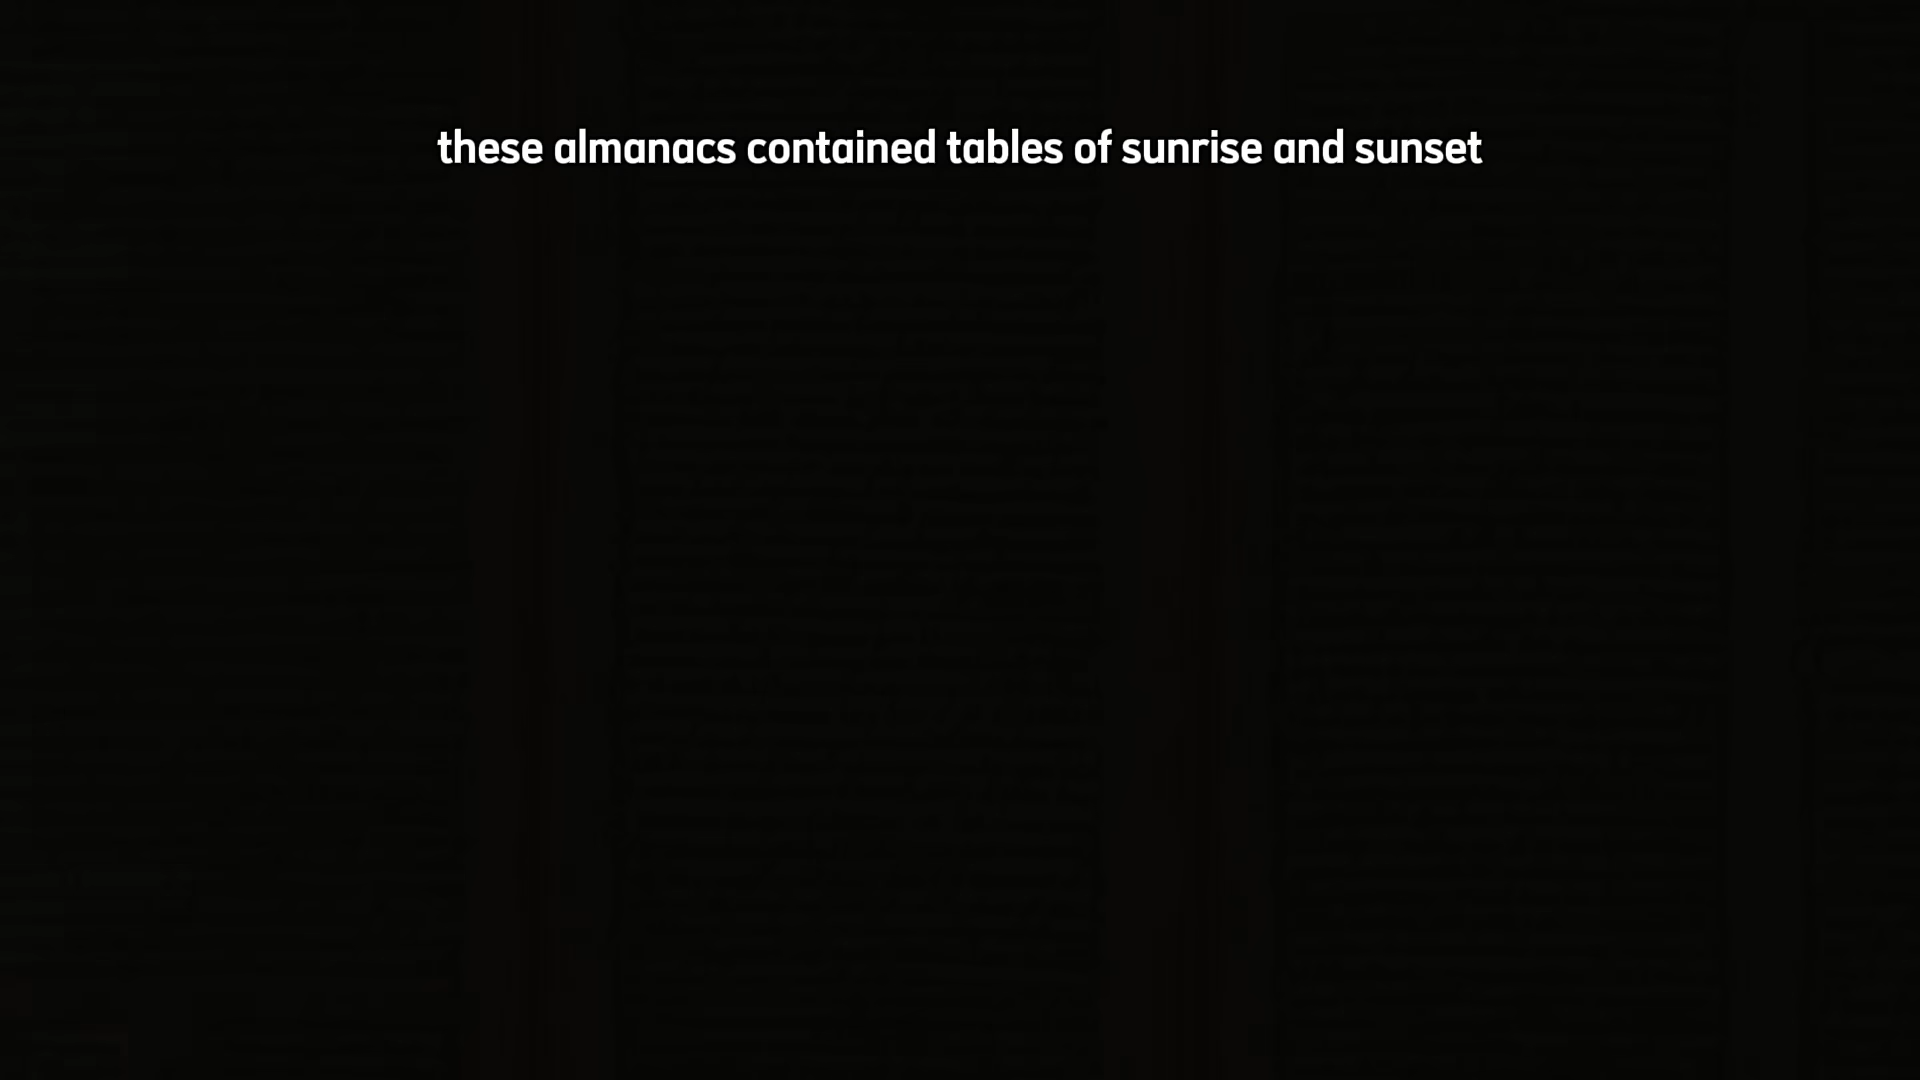 these almanacs contained tables of sunrise and sunset